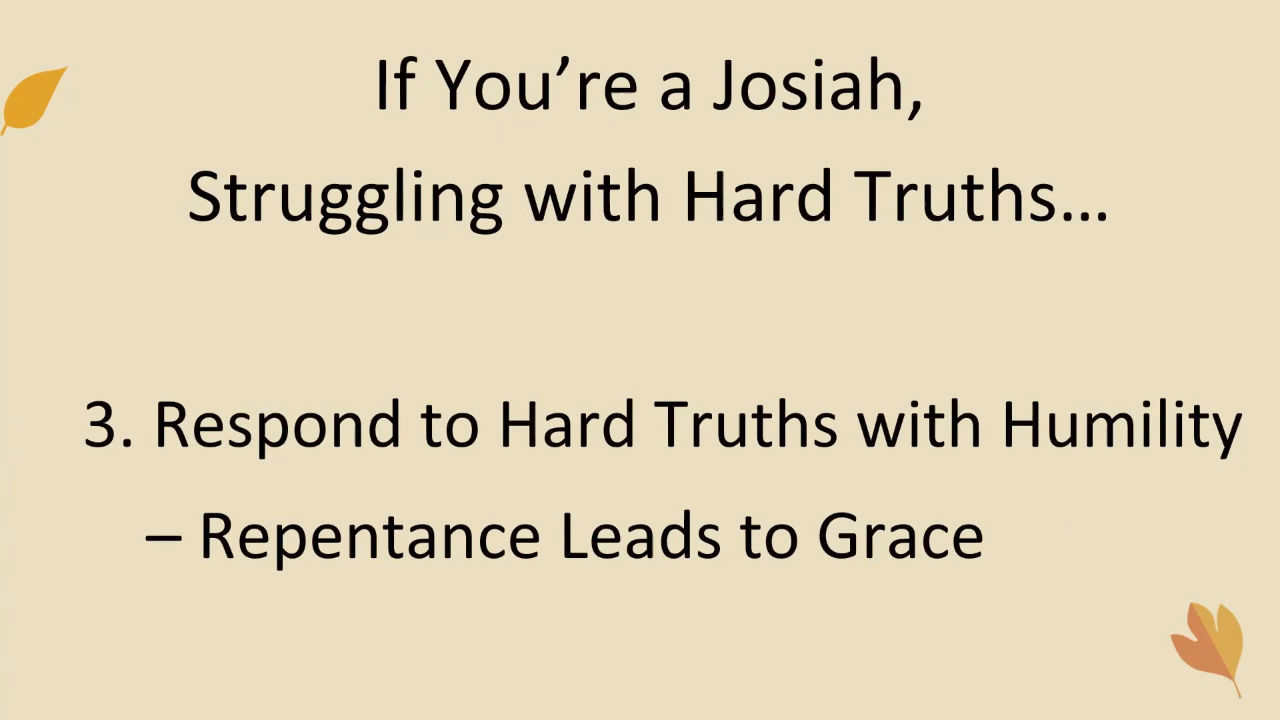 If You’re a Josiah,
Struggling with Hard Truths…
3. Respond to Hard Truths with Humility
– Repentance Leads to Grace